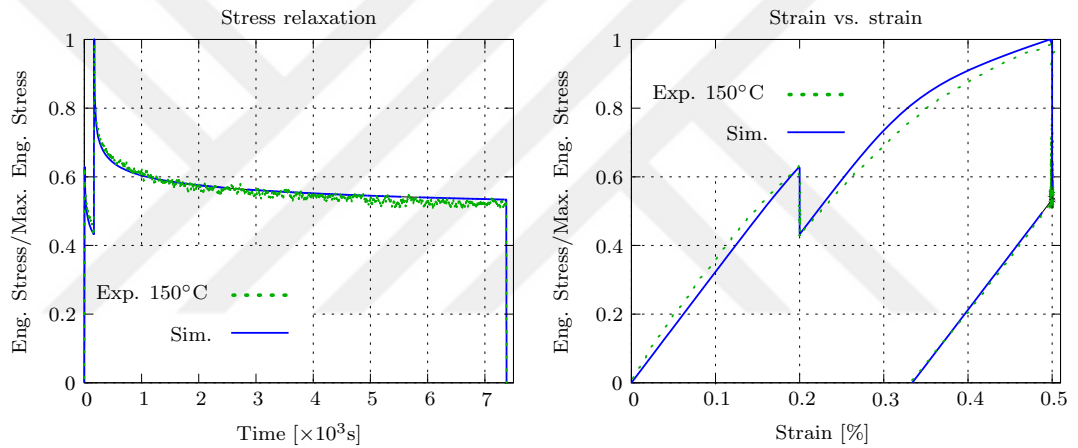 Stress relaxation
Eng. Stress/Max. Eng. Stress
1
0.8
0.6
0.4
0.2
0
Exp. 150°C
Sim.
0 1 2 3 4 5 6 7
Time [×10³s]
Strain vs. strain
Eng. Stress/Max. Eng. Stress
1
0.8
0.6
0.4
0.2
0
Exp. 150°C
Sim.
0 0.1 0.2 0.3 0.4 0.5
Strain [%]